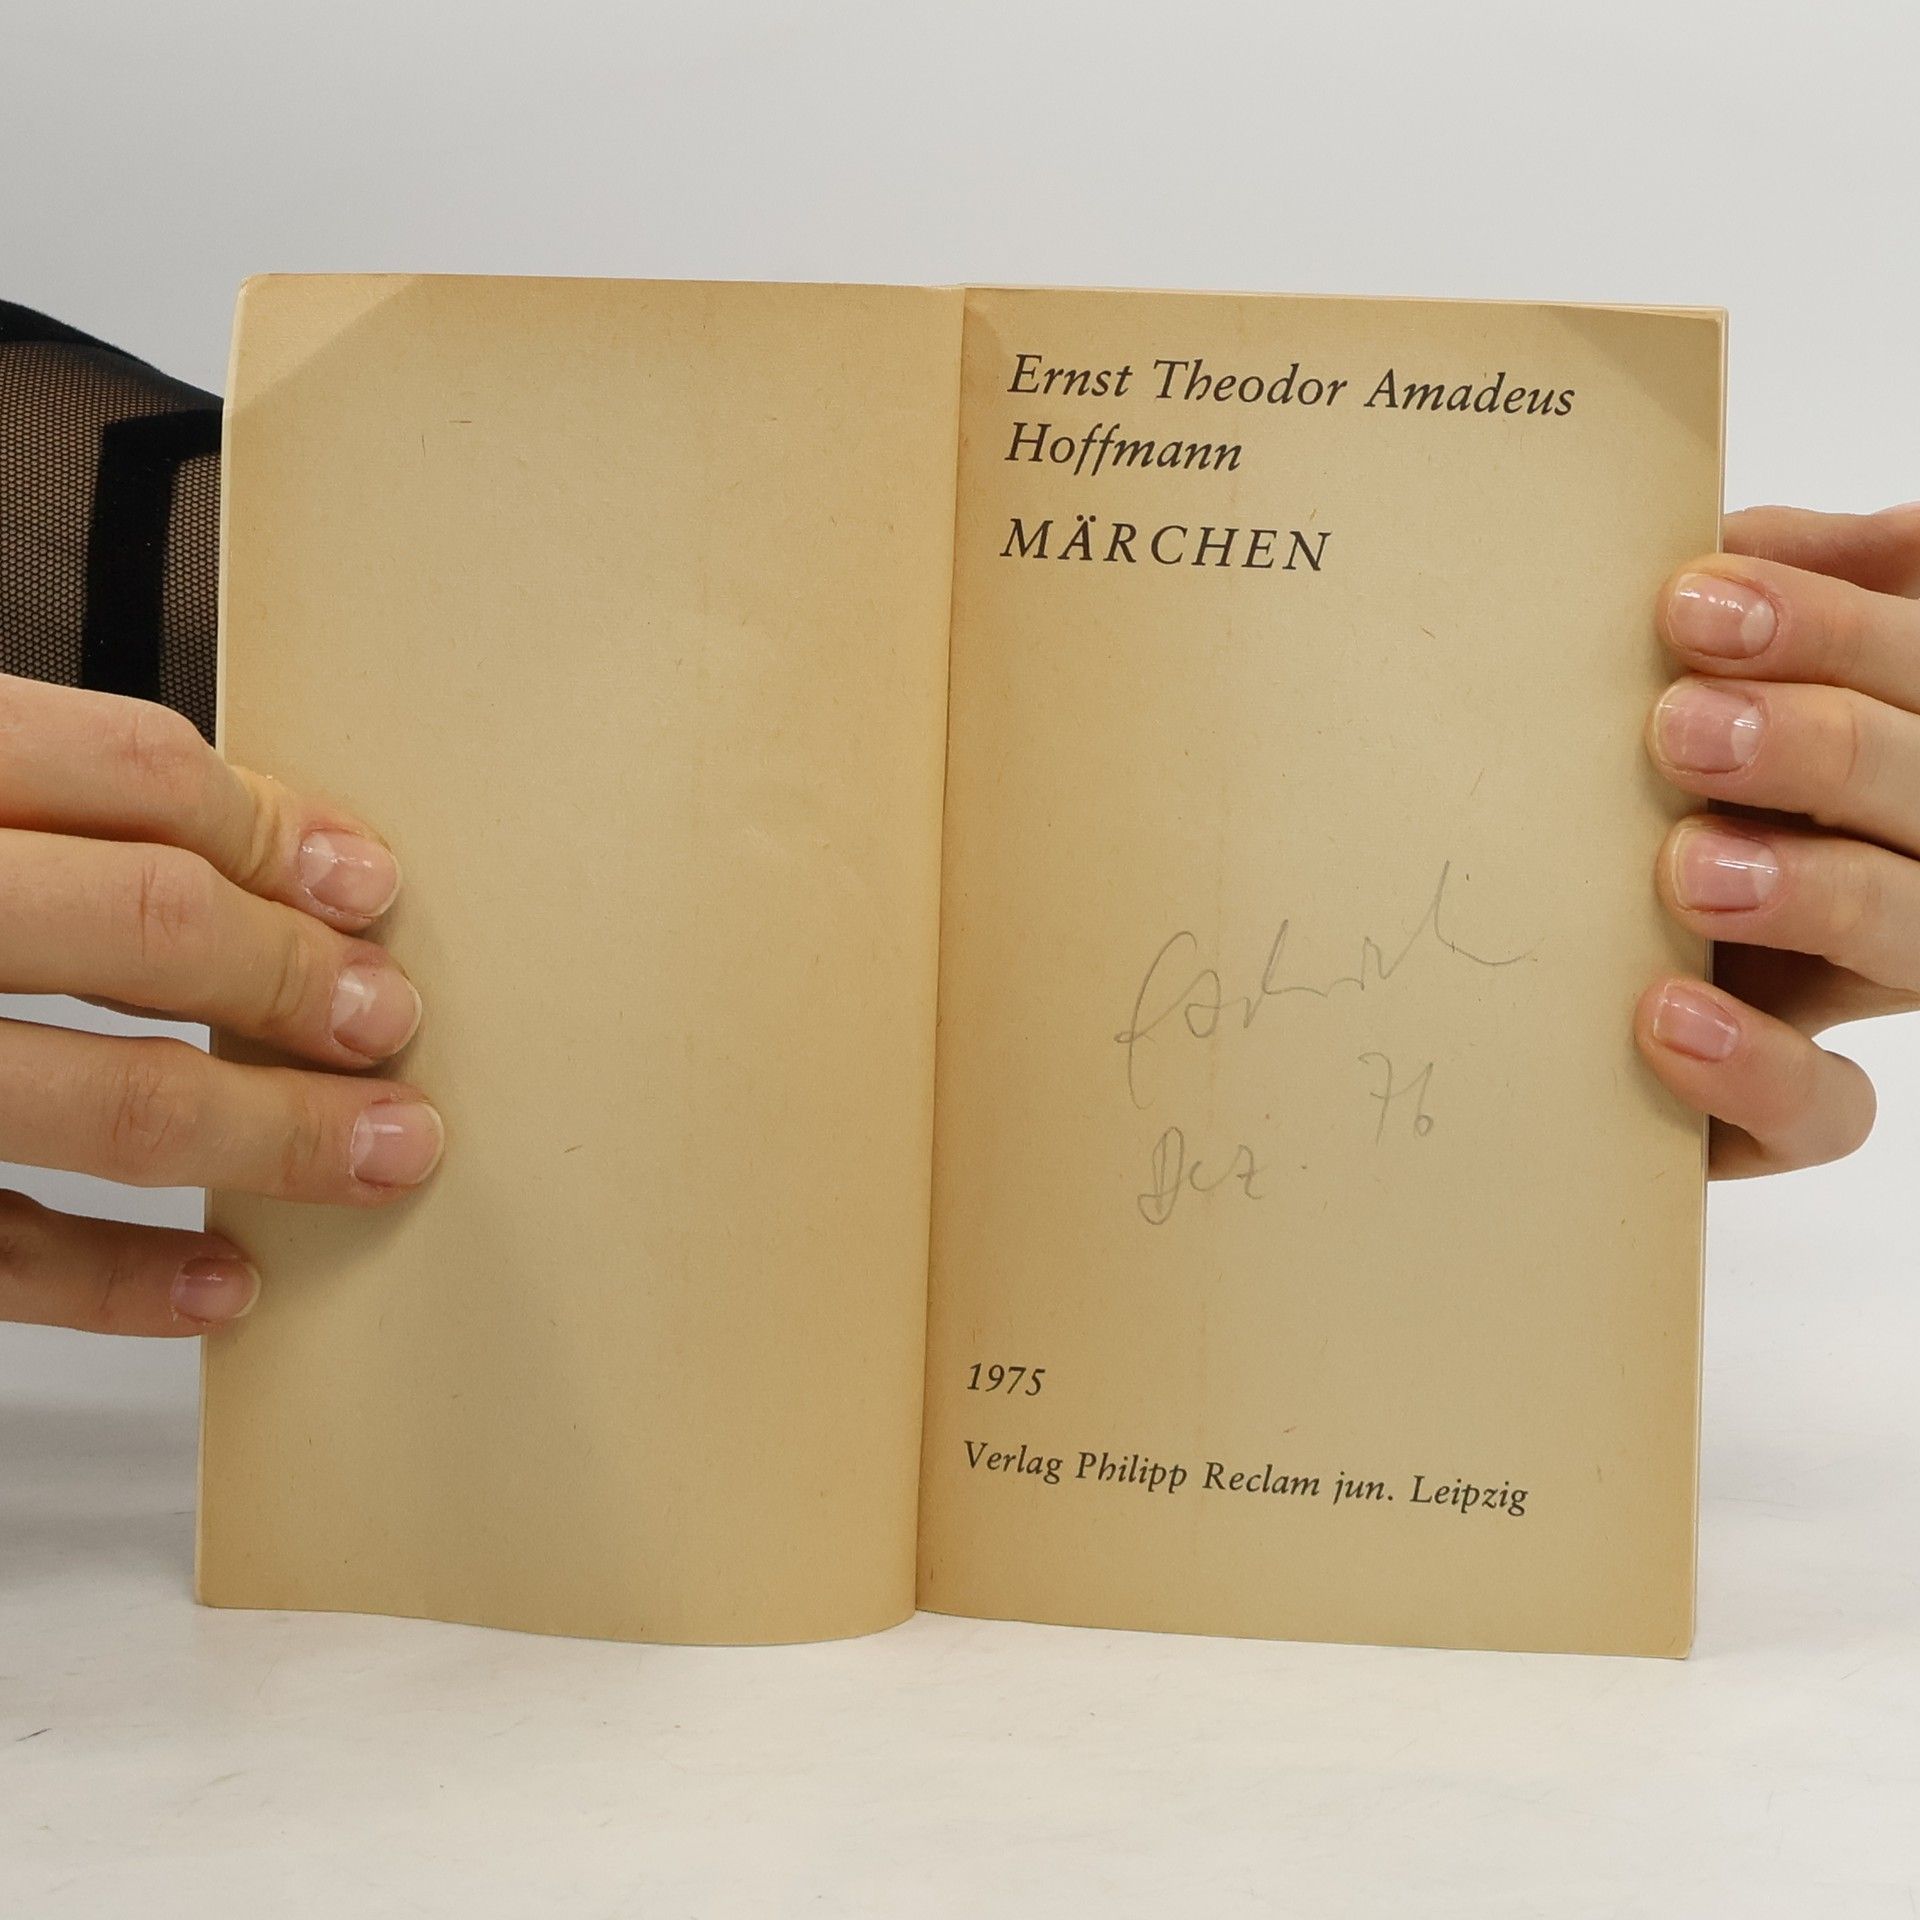 Ernst Theodor Amadeus
Hoffmann
MÄRCHEN
76
Dez.
1975
Verlag Philipp Reclam jun. Leipzig